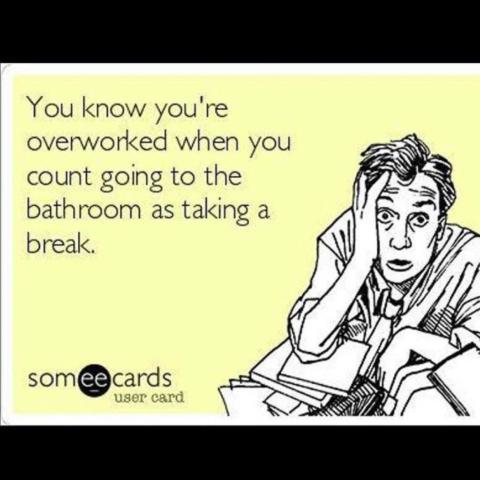 You know you're
overworked when you
count going to the
bathroom as taking a
break.
someecards
user card